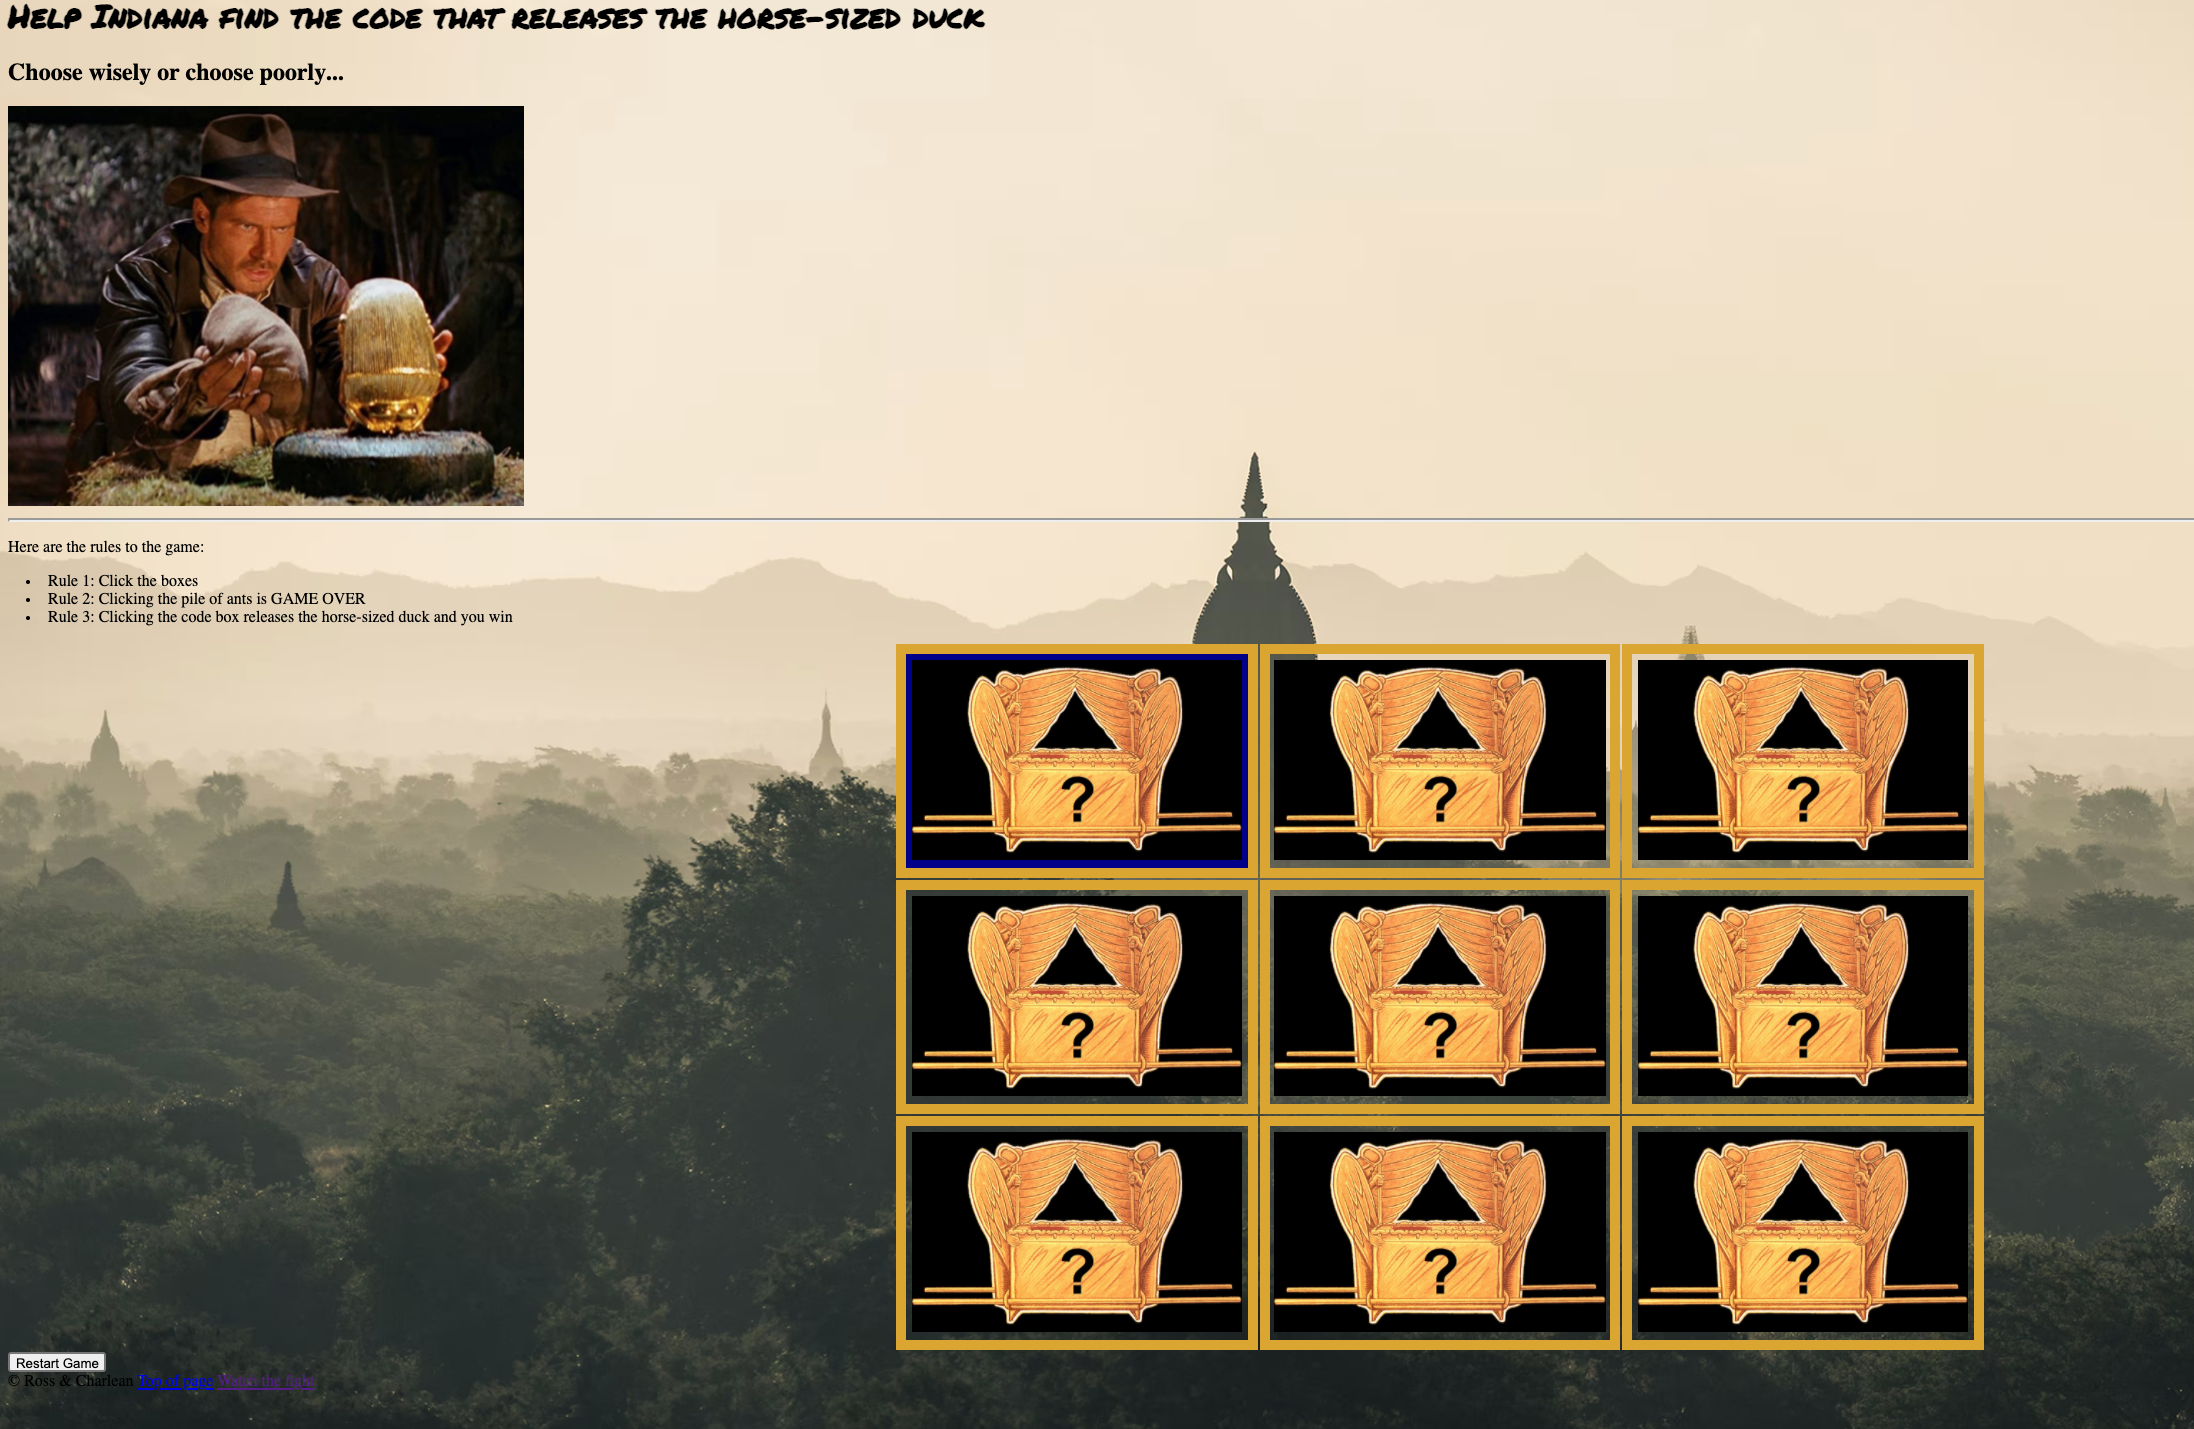 Help Indiana find the code that releases the horse-sized duck
Choose wisely or choose poorly...
Here are the rules to the game:
• Rule 1: Click the boxes
• Rule 2: Clicking the pile of ants is GAME OVER
• Rule 3: Clicking the code box releases the horse-sized duck and you win
? ? ?
? ? ?
? ? ?
Restart Game
© Ross & Charlean Top of page Watch the fight